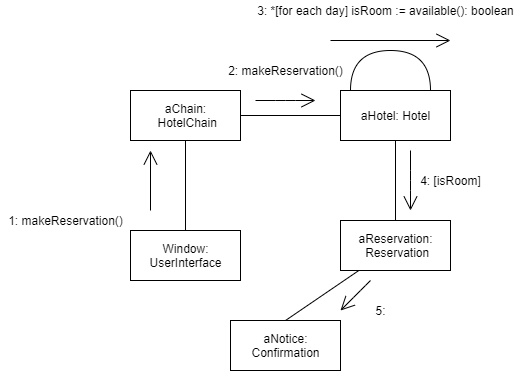 3: *[for each day] isRoom := available(): boolean
2: makeReservation()
aChain:
HotelChain
aHotel: Hotel
4: [isRoom]
1: makeReservation()
Window:
UserInterface
aReservation:
Reservation
5:
aNotice:
Confirmation